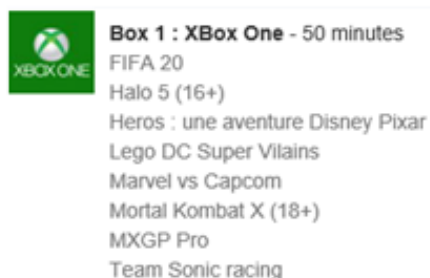 XBOX ONE
Box 1 : XBox One - 50 minutes
FIFA 20
Halo 5 (16+)
Heros : une aventure Disney Pixar
Lego DC Super Vilains
Marvel vs Capcom
Mortal Kombat X (18+)
MXGP Pro
Team Sonic racing